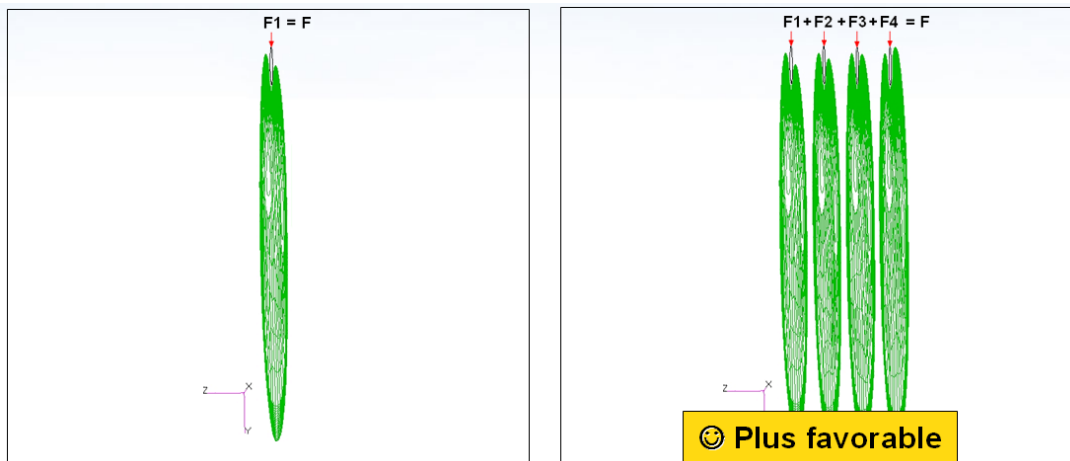 F1 = F
F1+F2 +F3+F4 = F
Z
X
Y
Z
X
☺ Plus favorable